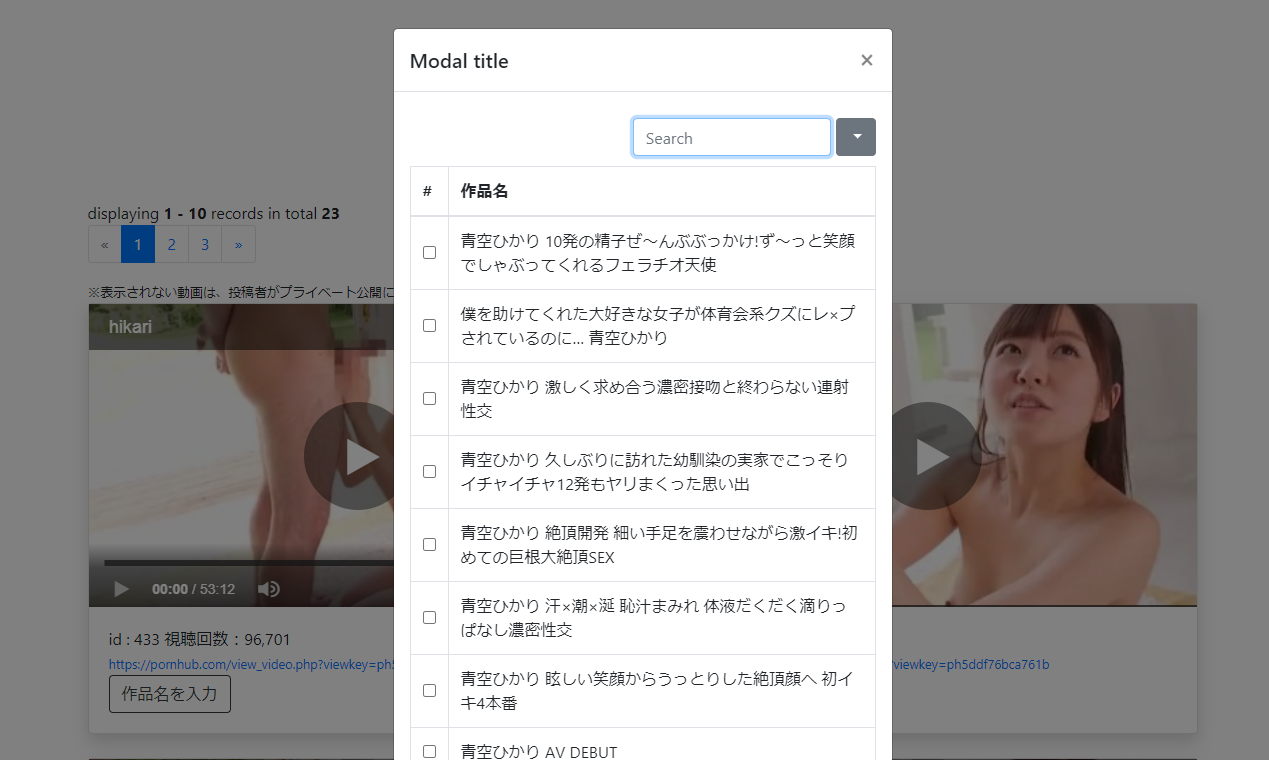 Modal title
×
Search
displaying 1 - 10 records in total 23
« 1 2 3 »
※表示されない動画は、投稿者がプライベート公開に
hikari
00:00 / 53:12
id : 433 視聴回数：96,701
https://pornhub.com/view_video.php?viewkey=ph5
作品名を入力
# 作品名
青空ひかり 10発の精子ぜ～んぶぶっかけ!ず～っと笑顔
でしゃぶってくれるフェラチオ天使
僕を助けてくれた大好きな女子が体育会系クズにレ×プ
されているのに… 青空ひかり
青空ひかり 激しく求め合う濃密接吻と終わらない連射
性交
青空ひかり 久しぶりに訪れた幼馴染の実家でこっそり
イチャイチャ12発もヤリまくった思い出
青空ひかり 絶頂開発 細い手足を震わせながら激イキ!初
めての巨根大絶頂SEX
青空ひかり 汗×潮×涎 恥汁まみれ 体液だくだく滴りっ
ぱなし濃密性交
青空ひかり 眩しい笑顔からうっとりした絶頂顔へ 初イ
キ4本番
青空ひかり AV DEBUT
viewkey=ph5ddf76bca761b